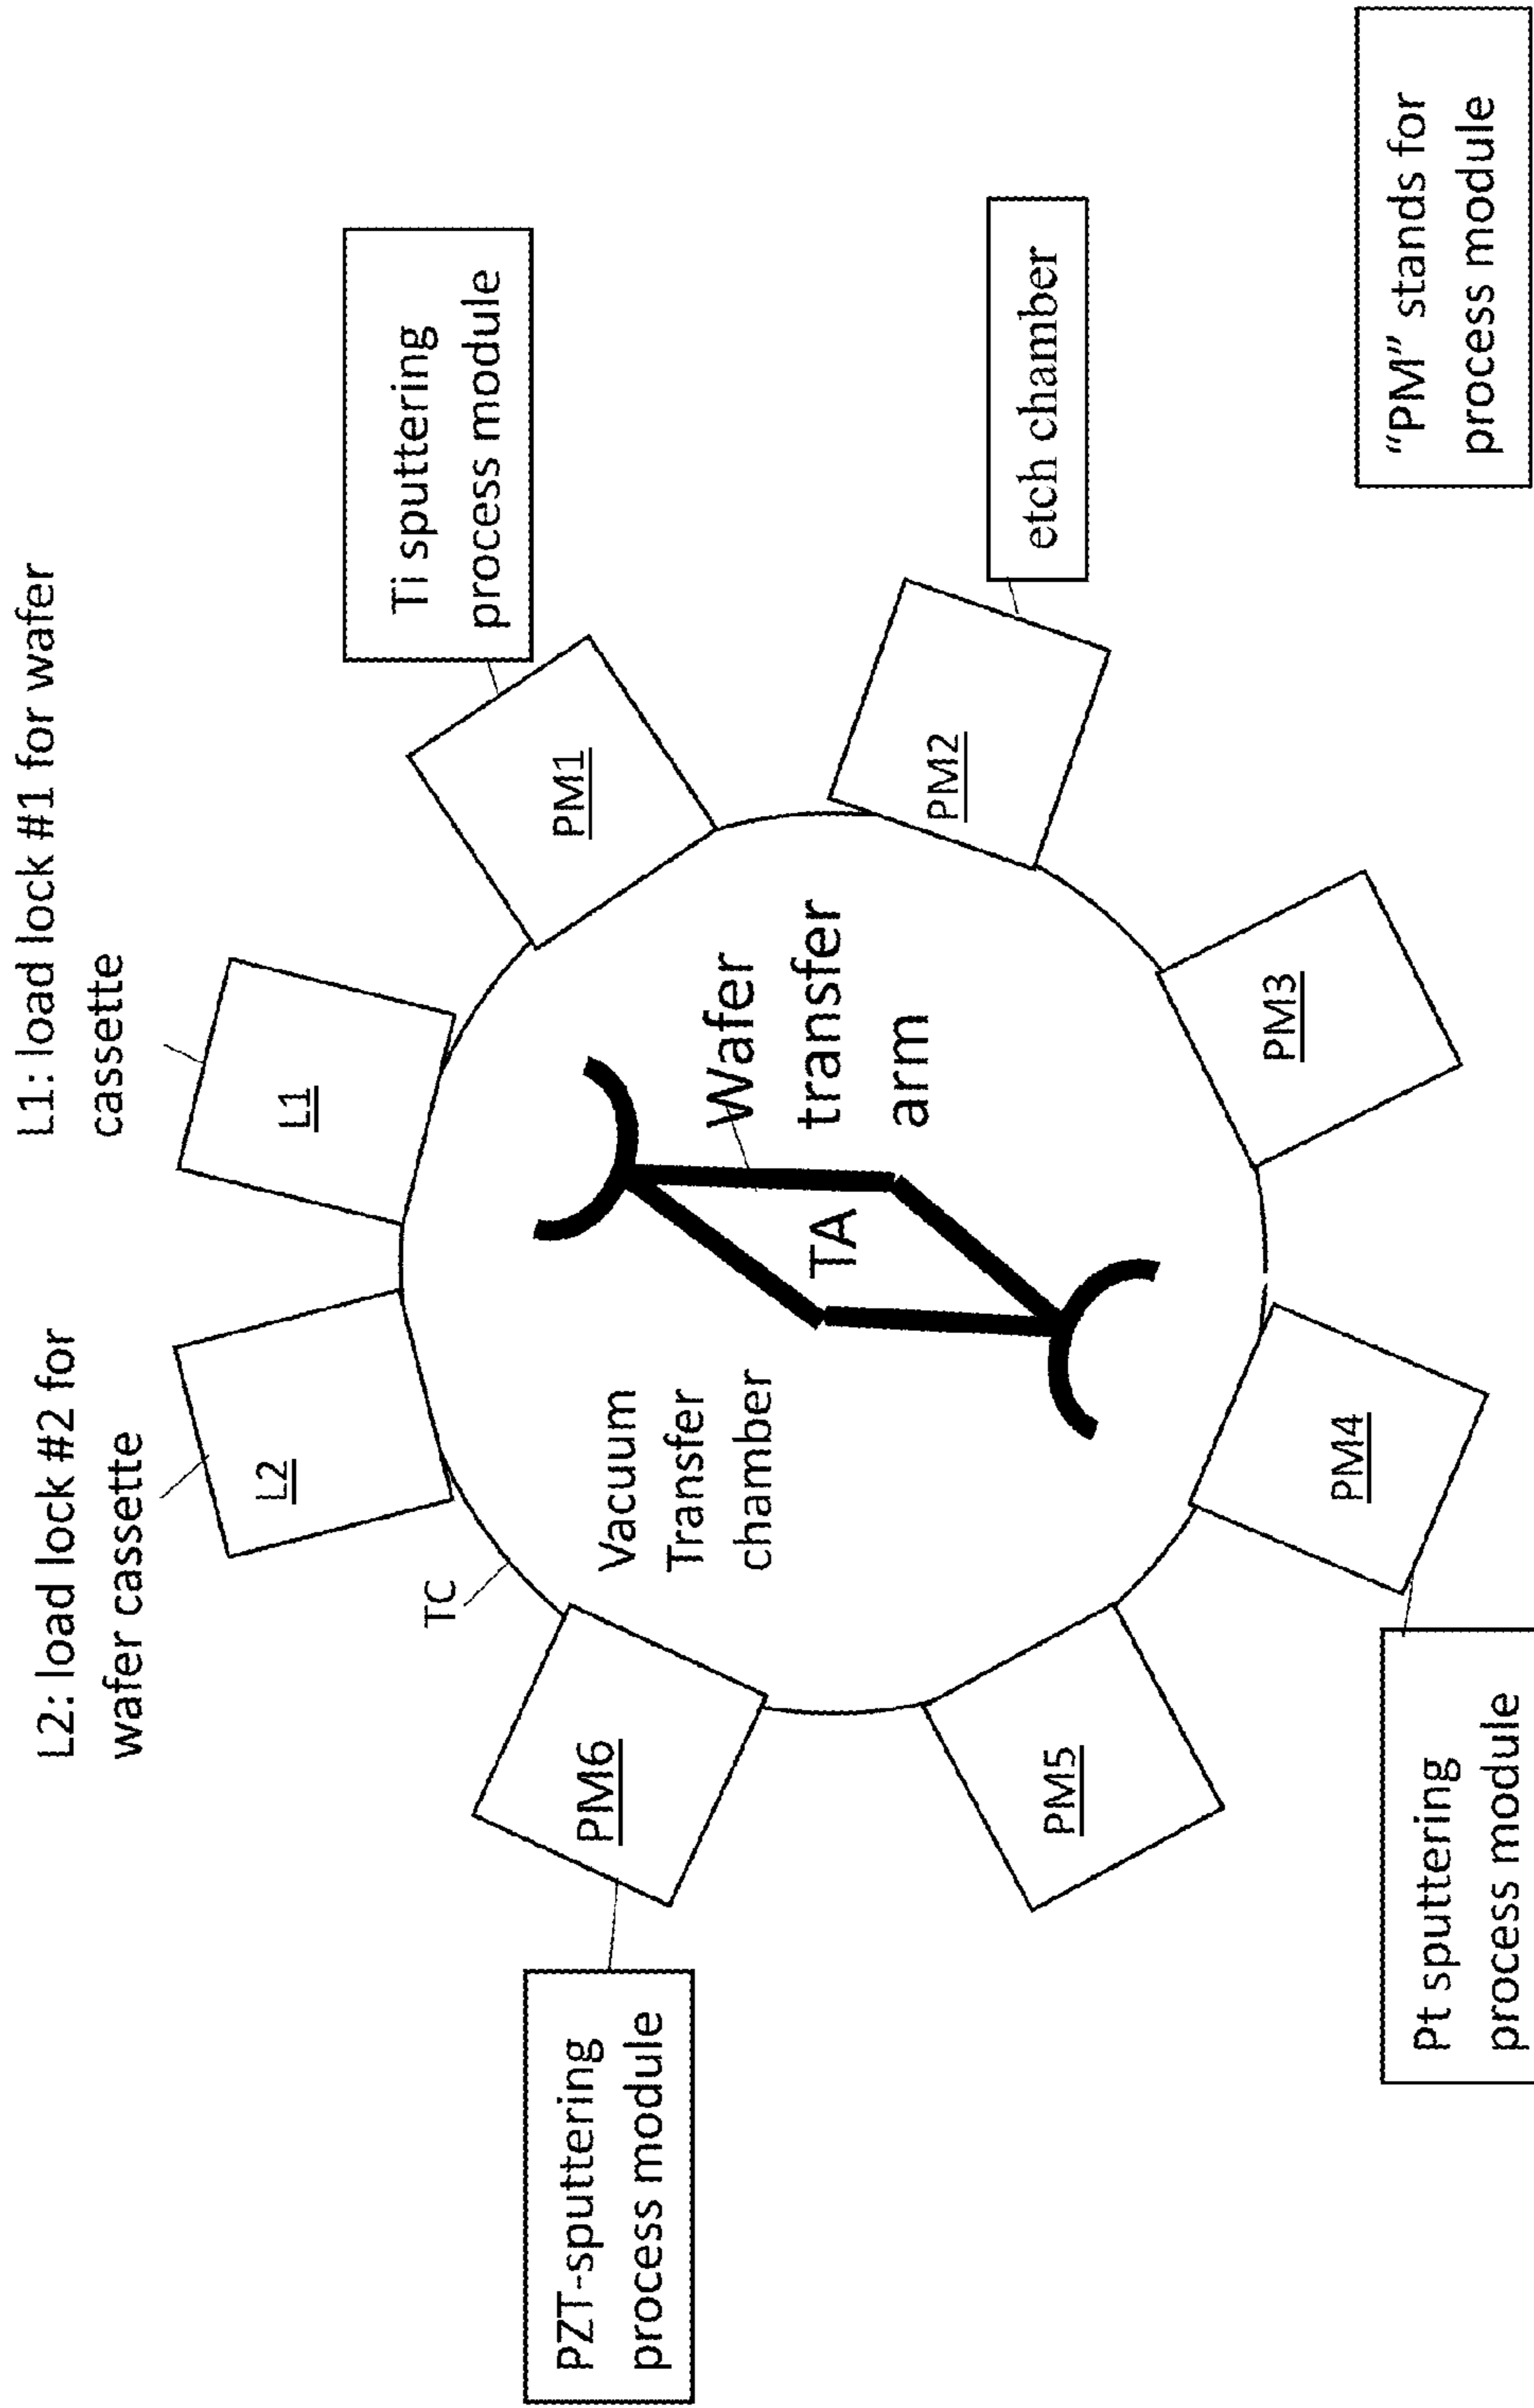 L2: load lock #2 for
wafer cassette
L1: load lock #1 for wafer
cassette
L2
L1
TC
Ti sputtering
process module
PM1
PM6
PZT-sputtering
process module
Vacuum
Transfer
chamber
TA
Wafer
transfer
arm
PM2
etch chamber
PM5
PM3
PM4
Pt sputtering
process module
“PM” stands for
process module